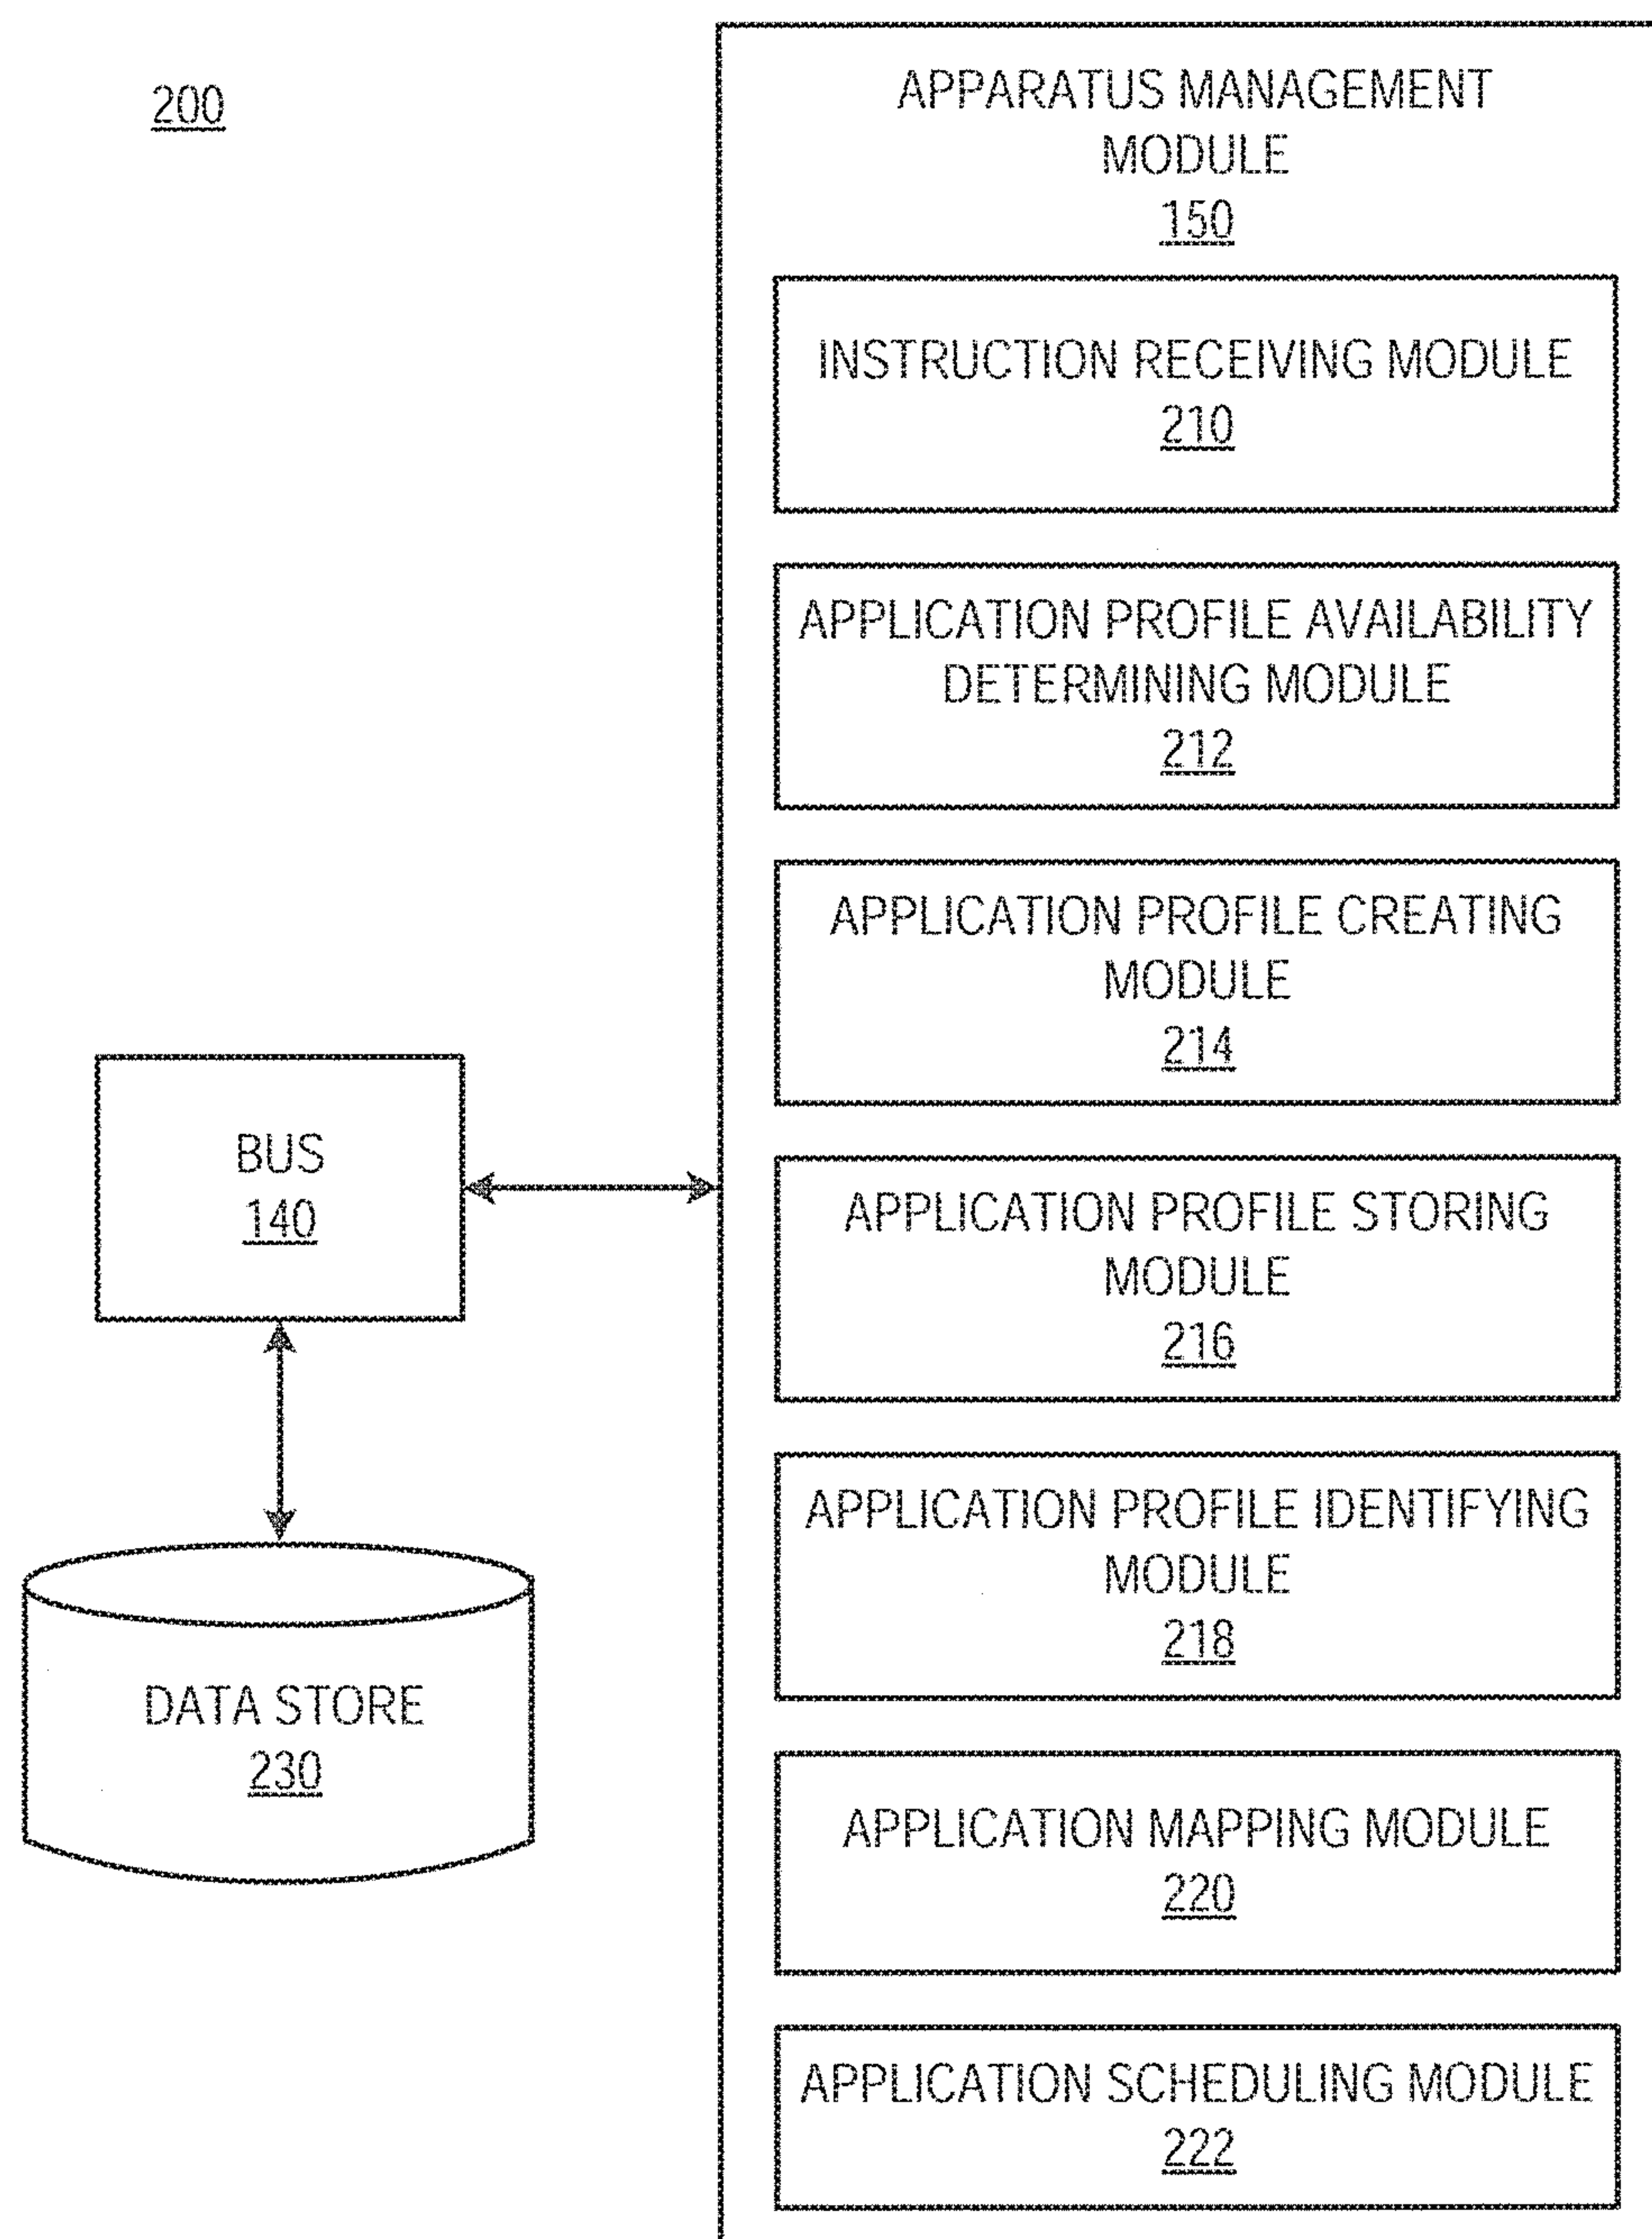 200
APPARATUS MANAGEMENT
MODULE
150
INSTRUCTION RECEIVING MODULE
210
APPLICATION PROFILE AVAILABILITY
DETERMINING MODULE
212
APPLICATION PROFILE CREATING
MODULE
214
BUS
140
APPLICATION PROFILE STORING
MODULE
216
APPLICATION PROFILE IDENTIFYING
MODULE
218
DATA STORE
230
APPLICATION MAPPING MODULE
220
APPLICATION SCHEDULING MODULE
222